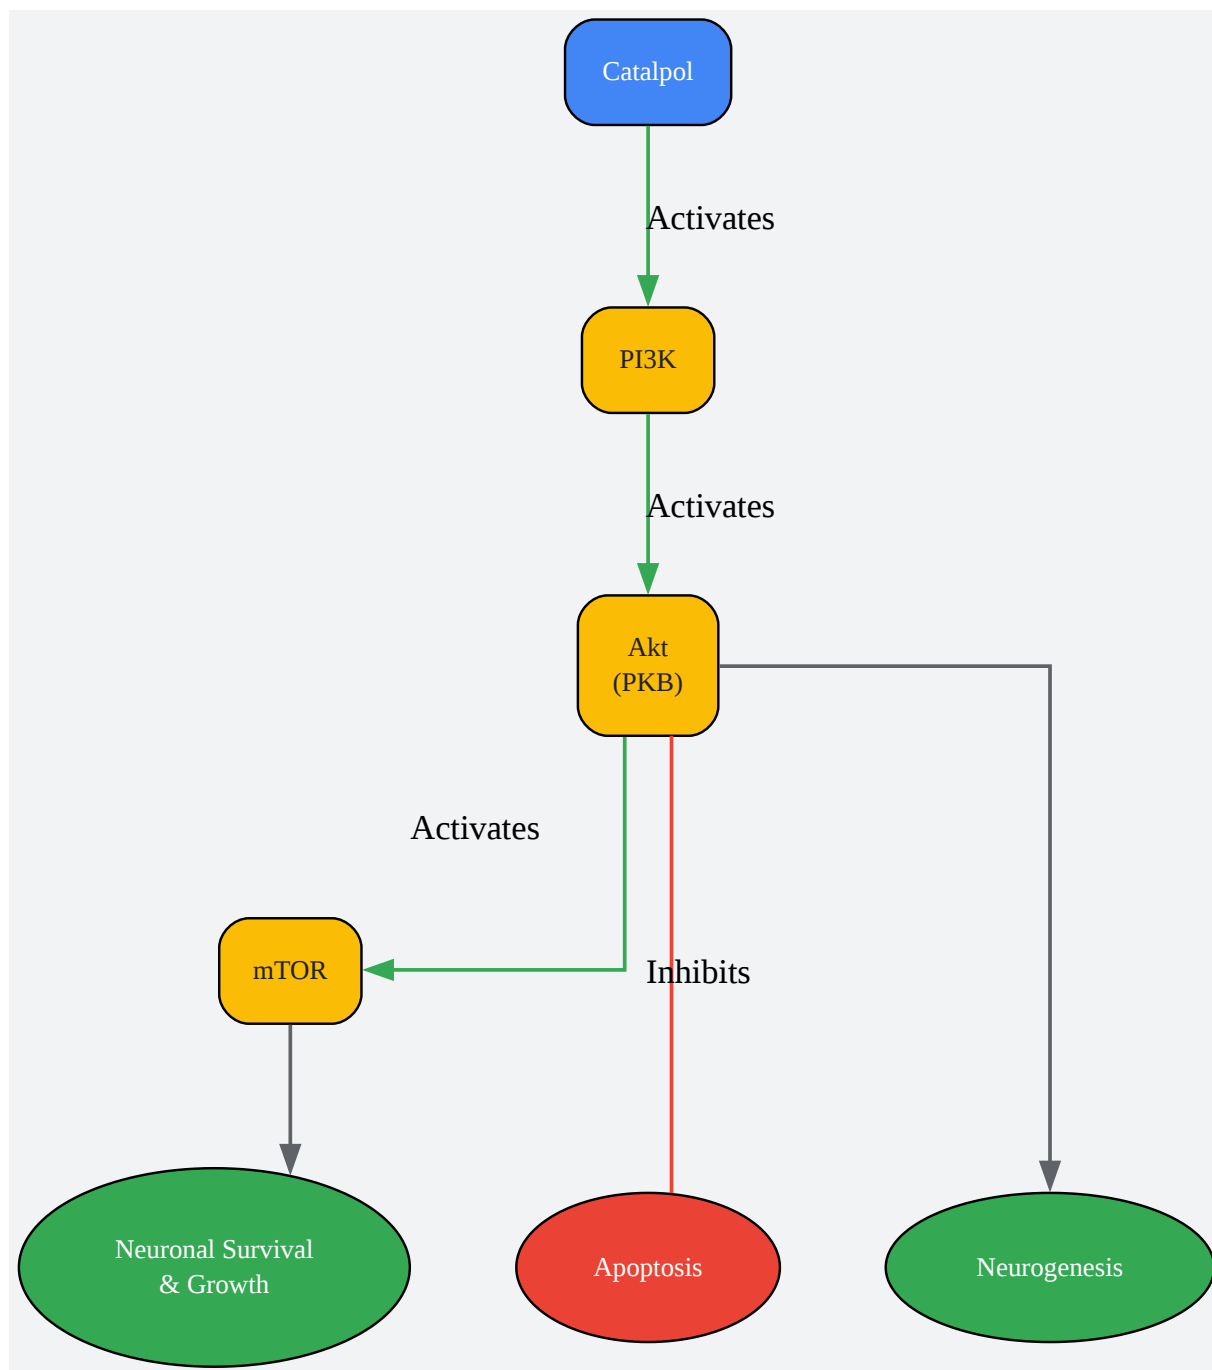 Catalpol
Activates
PI3K
Activates
Akt
(PKB)
Activates
mTOR
Inhibits
Neuronal Survival
& Growth
Apoptosis
Neurogenesis